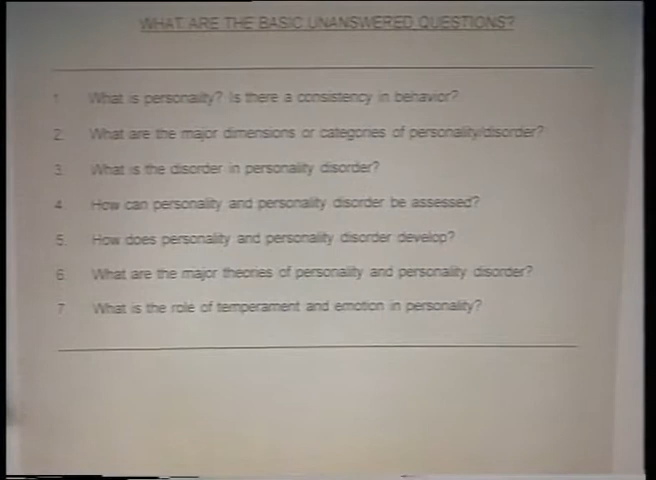 WHAT ARE THE BASIC UNANSWERED QUESTIONS?
1. What is personality? Is there a consistency in behavior?
2. What are the major dimensions or categories of personality/disorder?
3. What is the disorder in personality disorder?
4. How can personality and personality disorder be assessed?
5. How does personality and personality disorder develop?
6. What are the major theories of personality and personality disorder?
7. What is the role of temperament and emotion in personality?